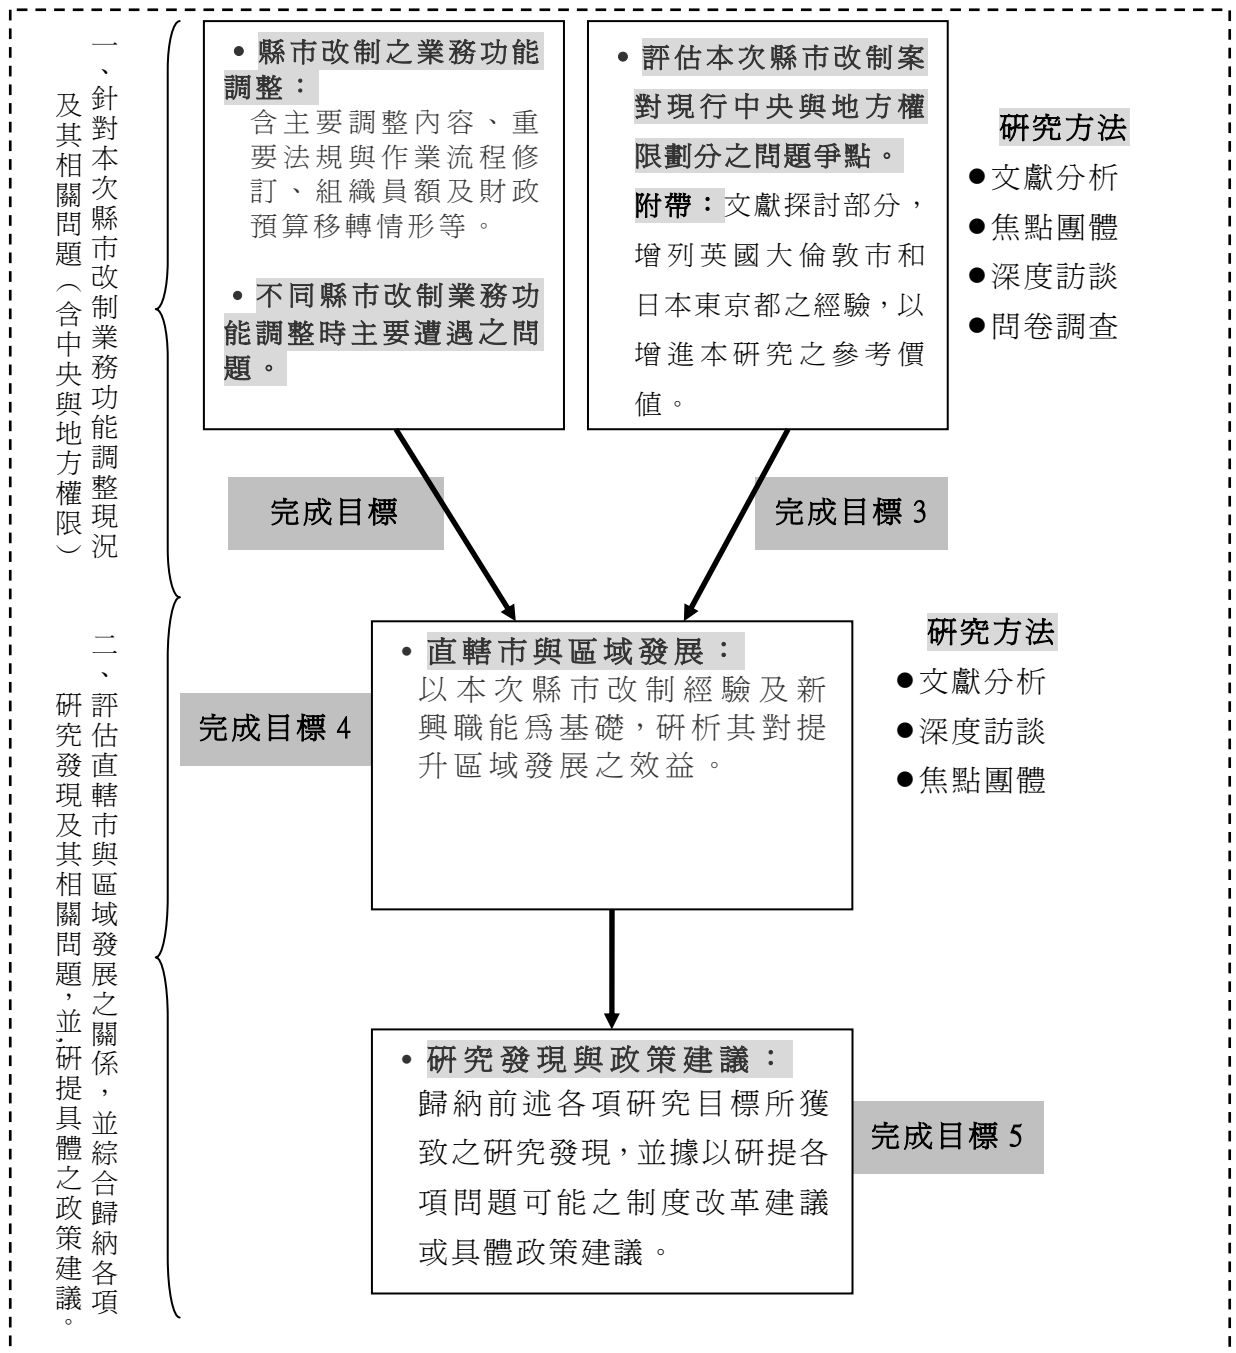 一、針對本次縣市改制業務功能調整現況
及其相關問題（含中央與地方權限）
• 縣市改制之業務功能
調整：
含主要調整內容、重
要法規與作業流程修
訂、組織員額及財政
預算移轉情形等。
• 不同縣市改制業務功
能調整時主要遭遇之問
題。
• 評估本次縣市改制案
對現行中央與地方權
限劃分之問題爭點。
附帶：文獻探討部分，
增列英國大倫敦市和
日本東京都之經驗，以
增進本研究之參考價
值。
研究方法
●文獻分析
●焦點團體
●深度訪談
●問卷調查
完成目標
完成目標 3
二、評估直轄市與區域發展之關係，並綜合歸納各項
研究發現及其相關問題，並,研提具體之政策建議。
完成目標 4
• 直轄市與區域發展：
以本次縣市改制經驗及新
興職能為基礎，研析其對提
升區域發展之效益。
研究方法
●文獻分析
●深度訪談
●焦點團體
• 研究發現與政策建議：
歸納前述各項研究目標所獲
致之研究發現，並據以研提各
項問題可能之制度改革建議
或具體政策建議。
完成目標 5